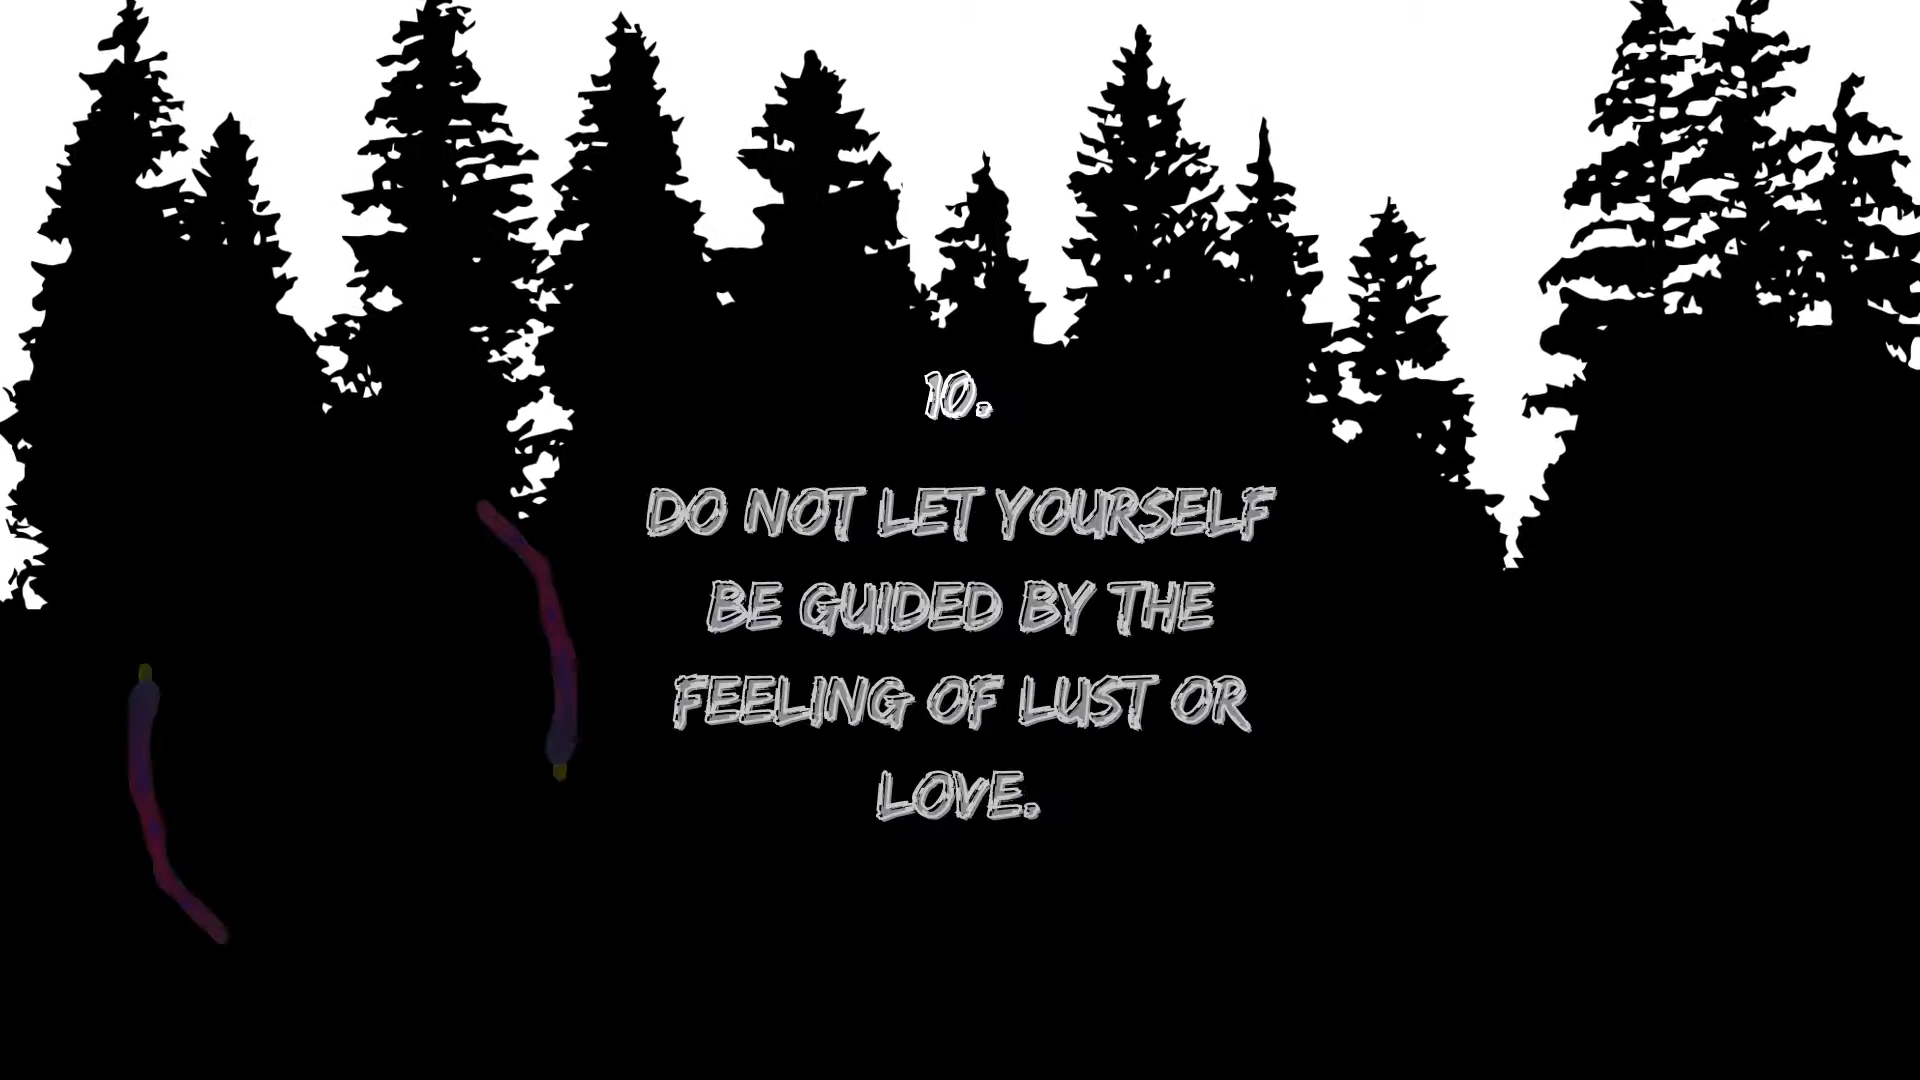 10.
DO NOT LET YOURSELF
BE GUIDED BY THE
FEELING OF LUST OR
LOVE.